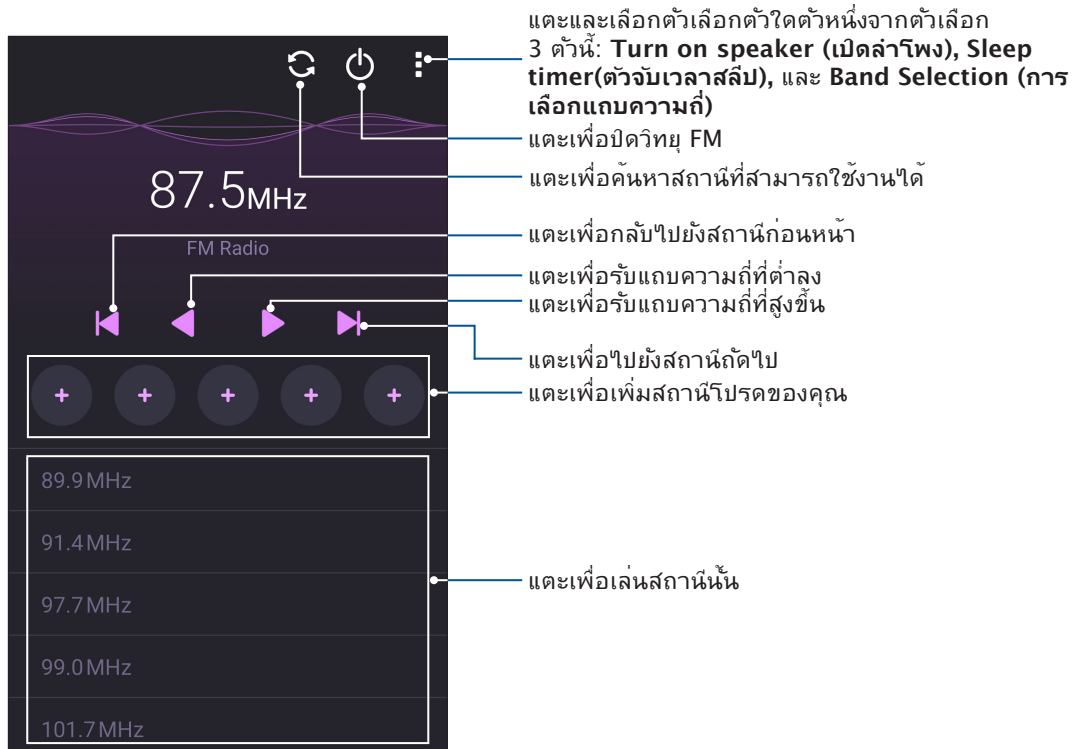 แตะและเลือกตัวเลือกตัวใดตัวหนึ่งจากตัวเลือก
3 ตัวนี้: Turn on speaker (เปิดลำโพง), Sleep
timer(ตัวจับเวลาสลีป), และ Band Selection (การ
เลือกแถบความถี่)
แตะเพื่อปิดวิทยุ FM
แตะเพื่อค้นหาสถานีที่สามารถใช้งานได้
87.5MHz
FM Radio
แตะเพื่อกลับไปยังสถานีก่อนหน้า
แตะเพื่อรับแถบความถี่ที่ต่ำลง
แตะเพื่อรับแถบความถี่ที่สูงขึ้น
แตะเพื่อไปยังสถานีถัดไป
แตะเพื่อเพิ่มสถานีโปรดของคุณ
89.9MHz
91.4MHz
แตะเพื่อเล่นสถานีนั้น
97.7MHz
99.0MHz
101.7MHz